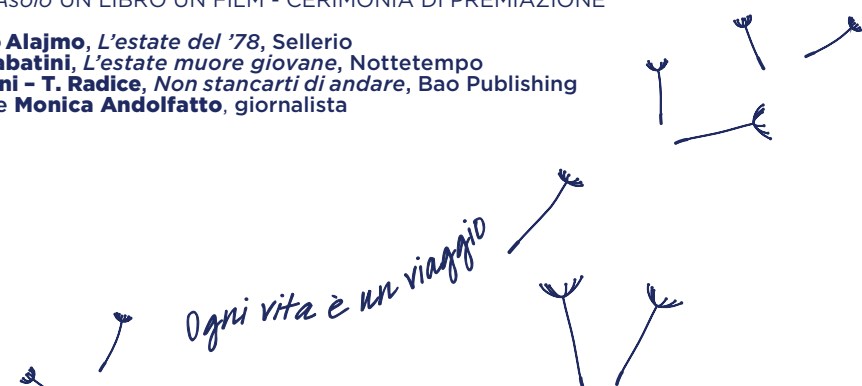 Asolo UN LIBRO UN FILM - CERIMONIA DI PREMIAZIONE
Alajmo, L'estate del '78, Sellerio
batini, L'estate muore giovane, Nottetempo
ni – T. Radice, Non stancarti di andare, Bao Publishing
e Monica Andolfatto, giornalista
Ogni vita è un viaggio